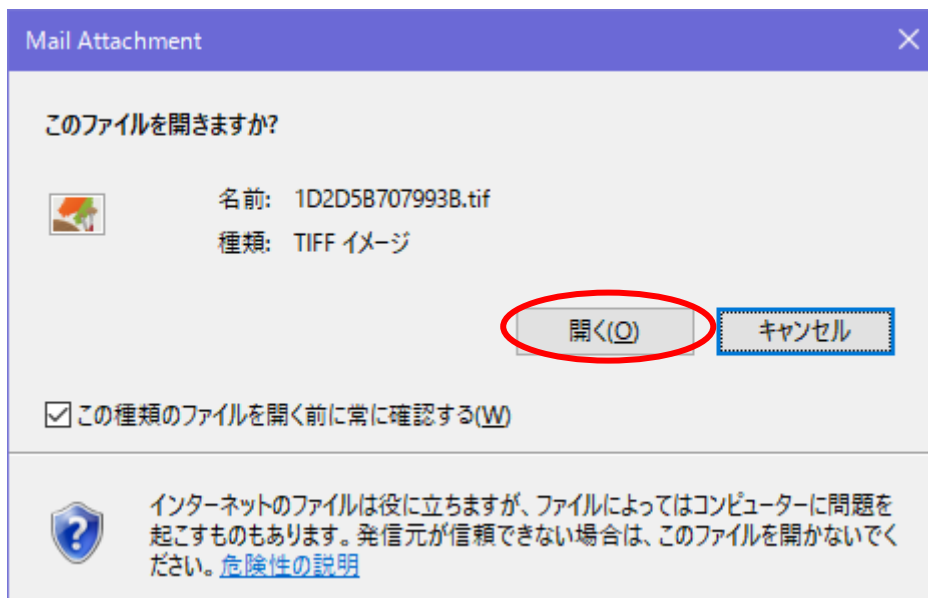 Mail Attachment
このファイルを開きますか?
名前: 1D2D5B707993B.tif
種類: TIFF イメージ
開く(O)
キャンセル
この種類のファイルを開く前に常に確認する(W)
インターネットのファイルは役に立ちますが、ファイルによってはコンピューターに問題を
起こすものもあります。発信元が信頼できない場合は、このファイルを開かないでく
ださい。危険性の説明